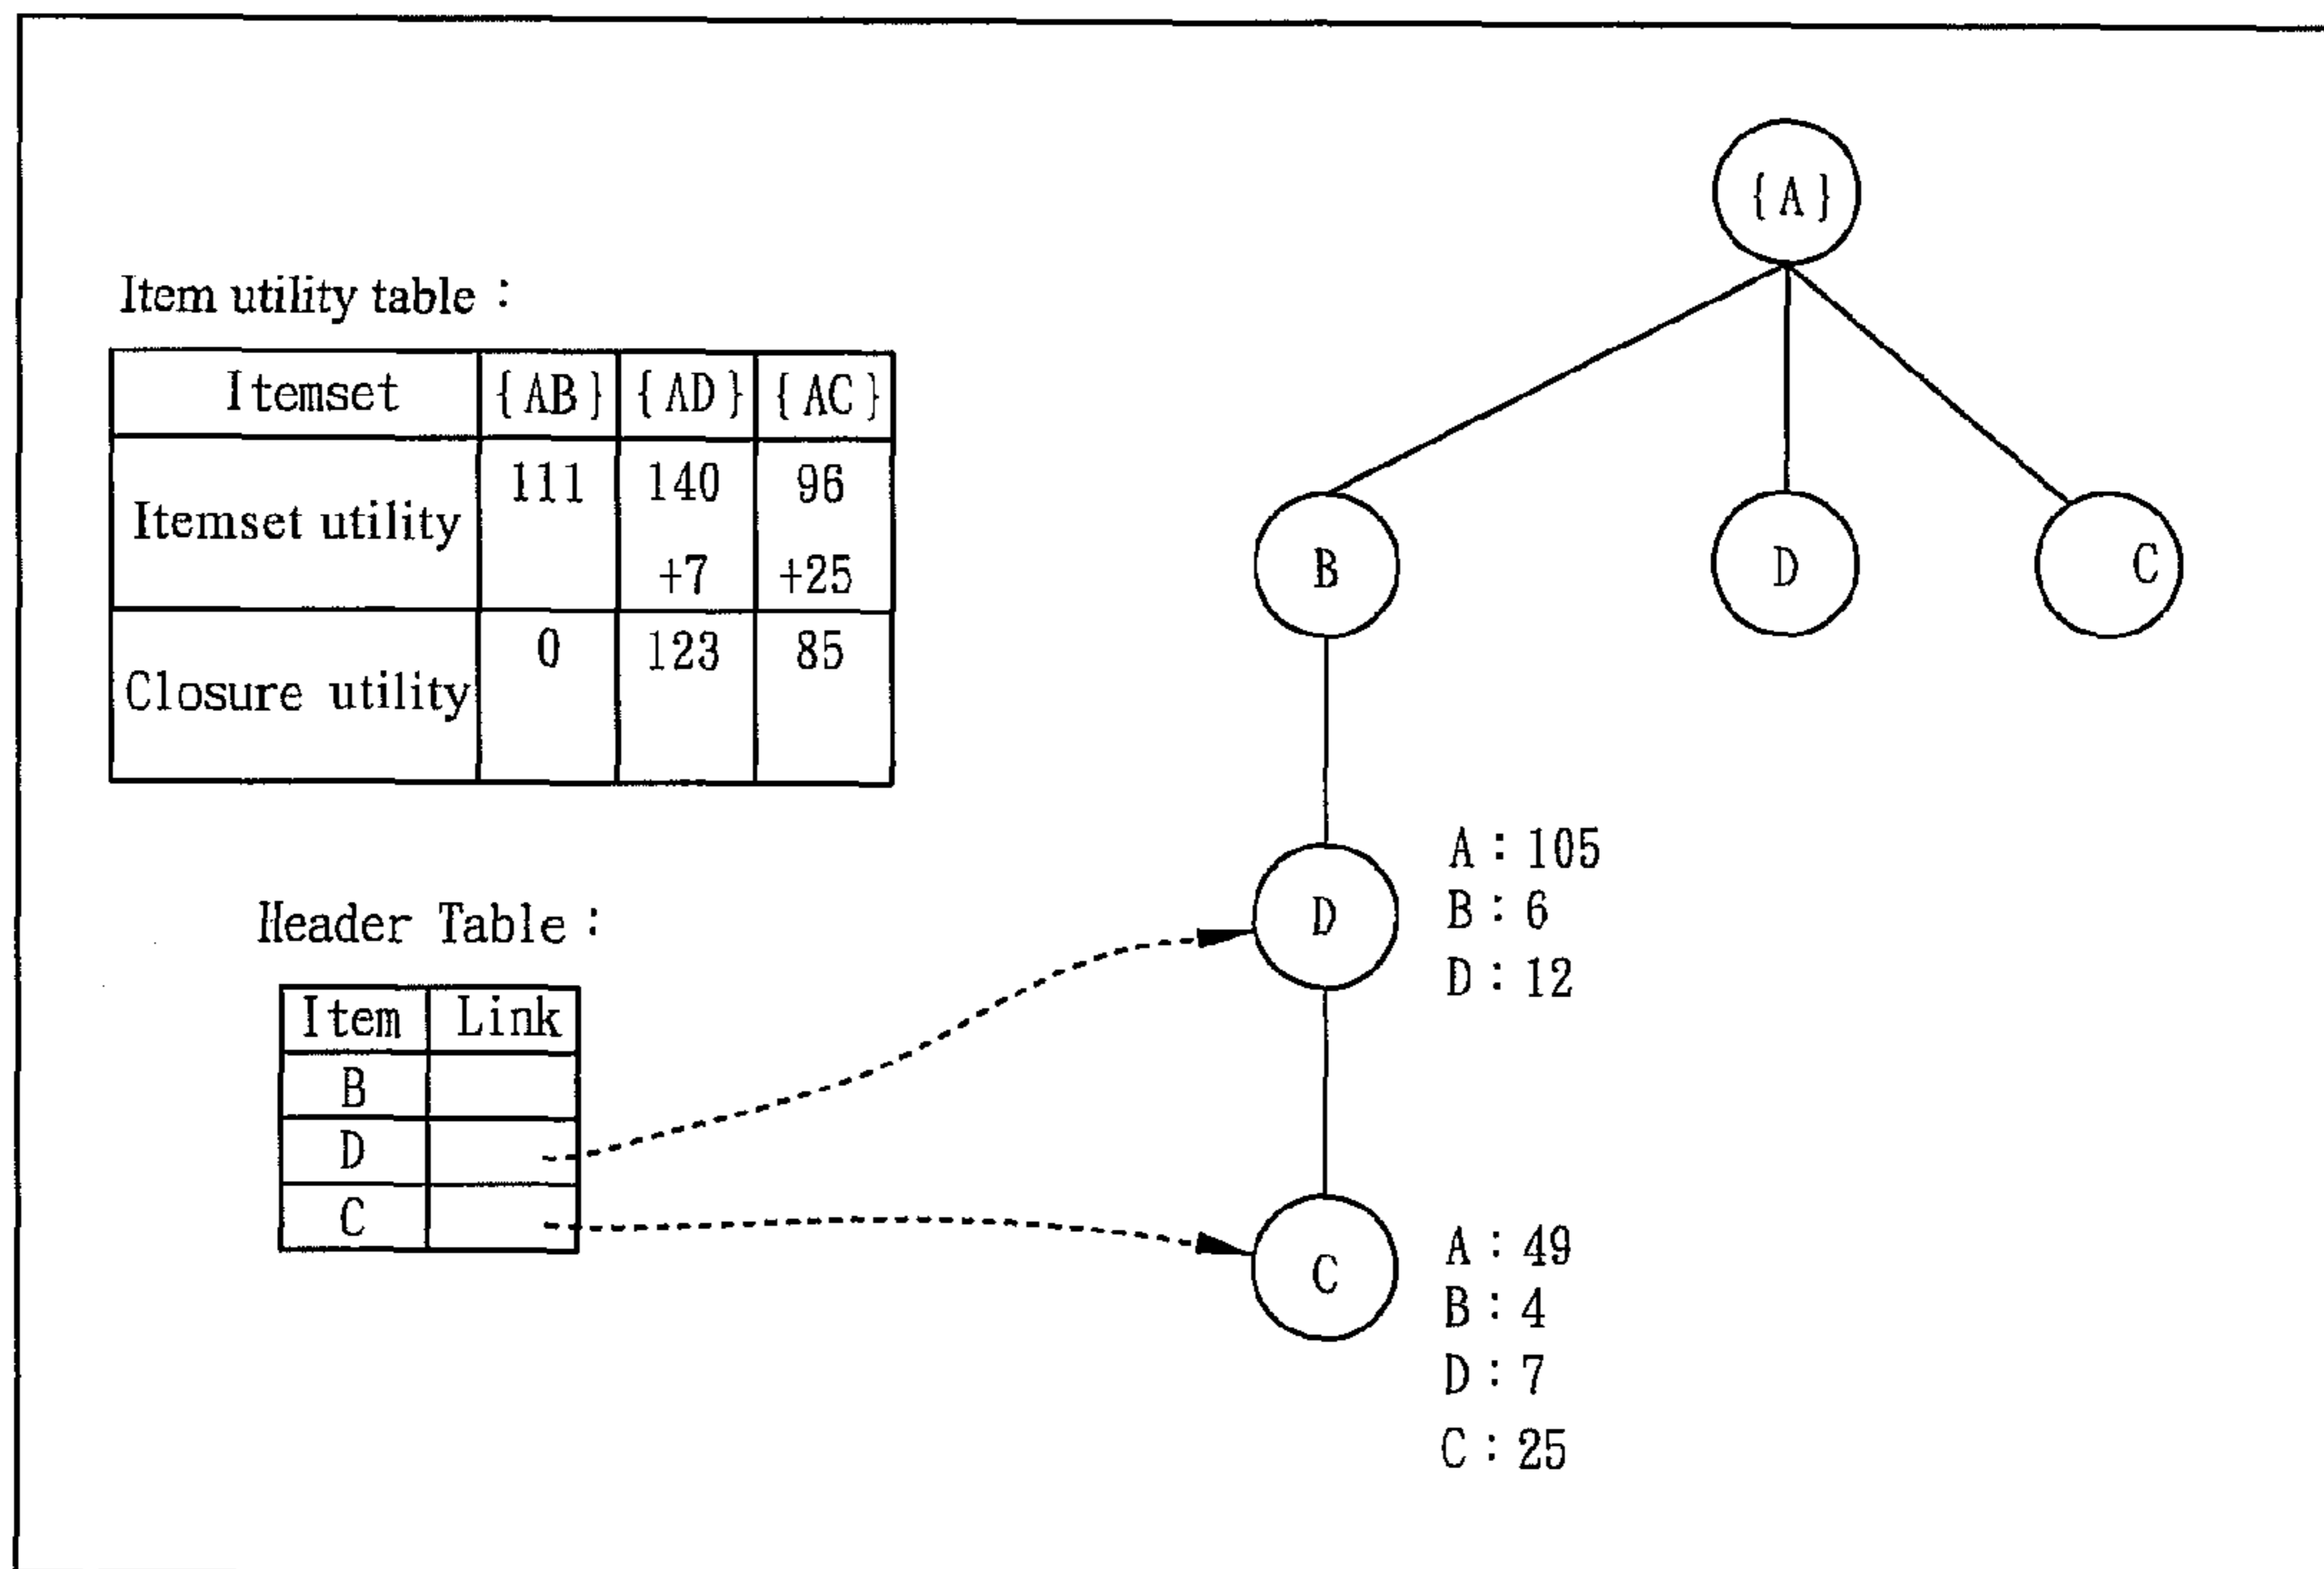 {A}
Item utility table :
Itemset {AB} {AD} {AC}
Itemset utility 111 140 96
+7 +25
Closure utility 0 123 85
B D C
Header Table :
Item Link
B
D
C
D
A : 105
B : 6
D : 12
C
A : 49
B : 4
D : 7
C : 25